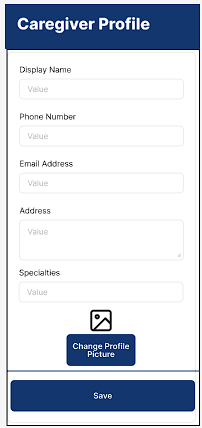 Caregiver Profile
Display Name
Value
Phone Number
Value
Email Address
Value
Address
Value
Specialties
Value
Change Profile
Picture
Save